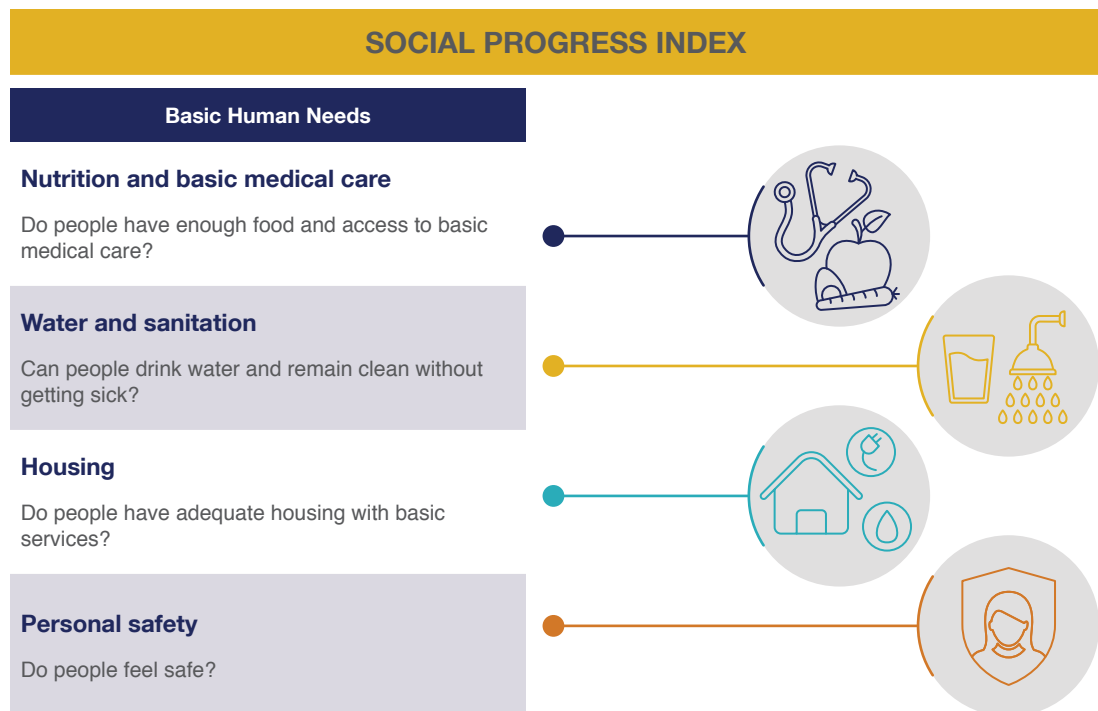 SOCIAL PROGRESS INDEX
Basic Human Needs
Nutrition and basic medical care
Do people have enough food and access to basic
medical care?
Water and sanitation
Can people drink water and remain clean without
getting sick?
Housing
Do people have adequate housing with basic
services?
Personal safety
Do people feel safe?